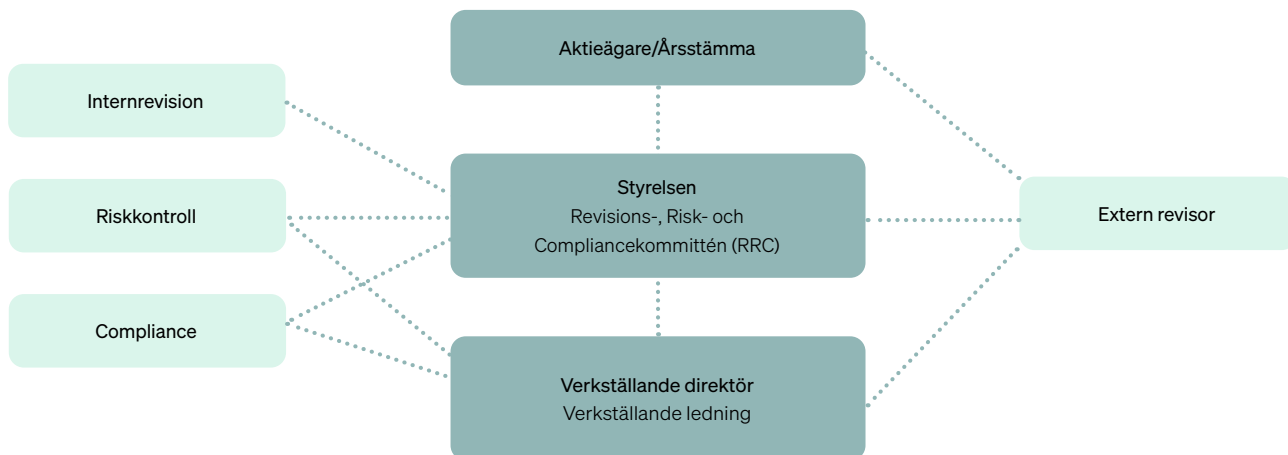 Aktieägare/Årsstämma
Internrevision
Styrelsen
Revisions-, Risk- och
Compliancekommittén (RRC)
Riskkontroll
Extern revisor
Compliance
Verkställande direktör
Verkställande ledning